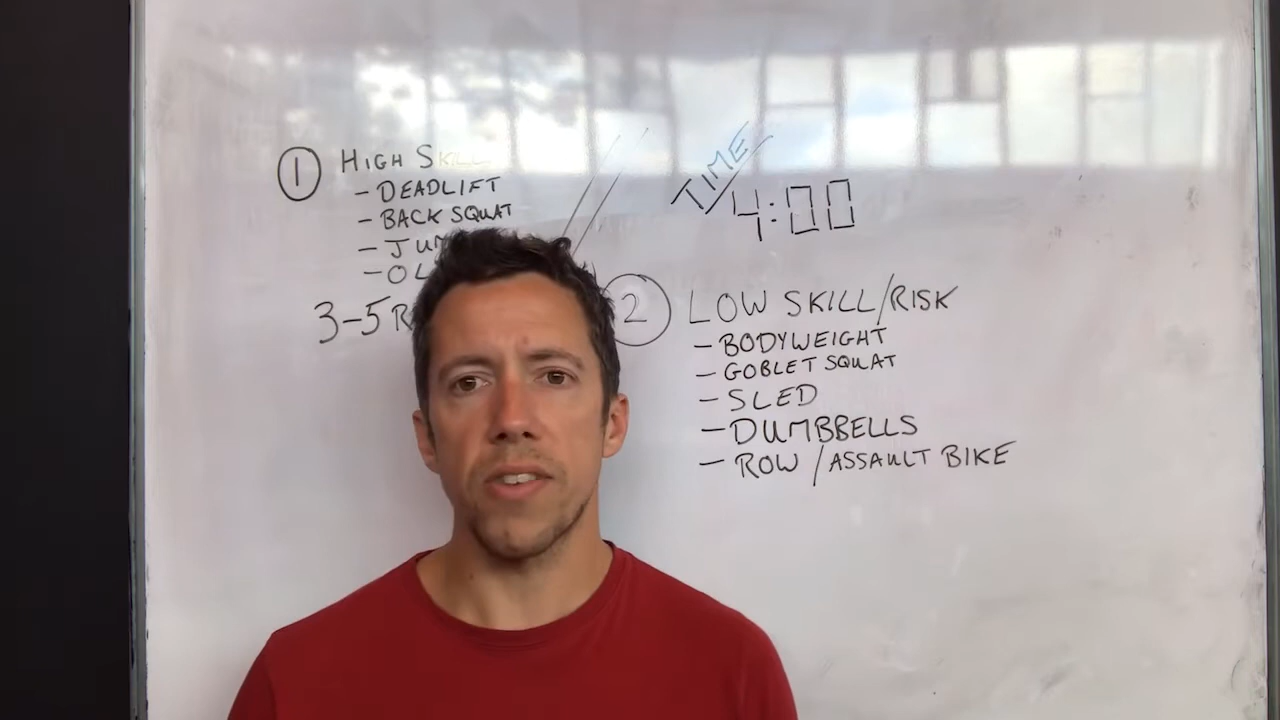 1 HIGH SKILL
- DEADLIFT
- BACK SQUAT
- JUM
- OL
3-5 R
TIME
4:00
2 LOW SKILL/RISK
- BODYWEIGHT
- GOBLET SQUAT
- SLED
- DUMBBELLS
- ROW / ASSAULT BIKE